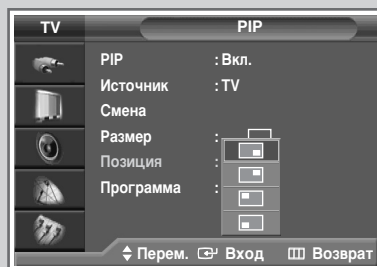 TV PIP
PIP : Вкл.
Источник : TV
Смена
Размер :
Позиция :
Программа :
Перем. Вход Возврат